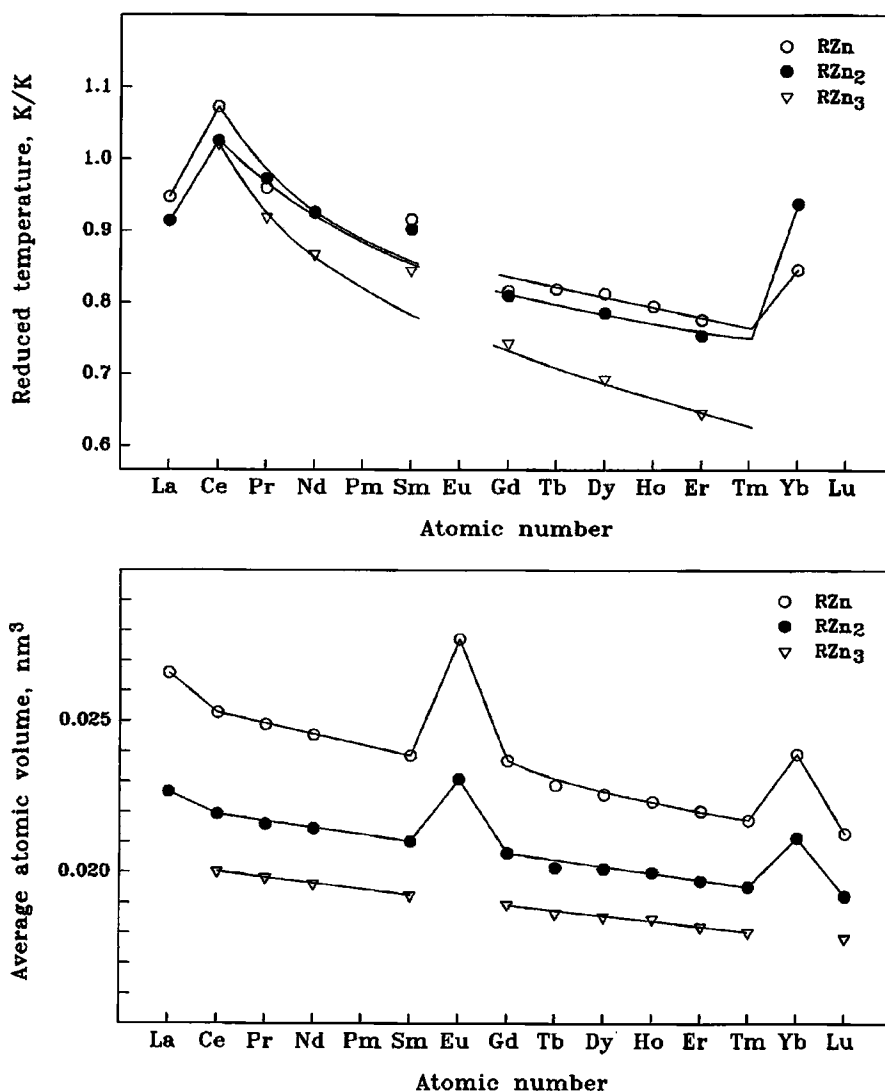 Reduced temperature, K/K
1.1
1.0
0.9
0.8
0.7
0.6
RZn
RZn2
RZn3
La Ce Pr Nd Pm Sm Eu Gd Tb Dy Ho Er Tm Yb Lu
Atomic number
Average atomic volume, nm3
0.025
0.020
RZn
RZn2
RZn3
La Ce Pr Nd Pm Sm Eu Gd Tb Dy Ho Er Tm Yb Lu
Atomic number